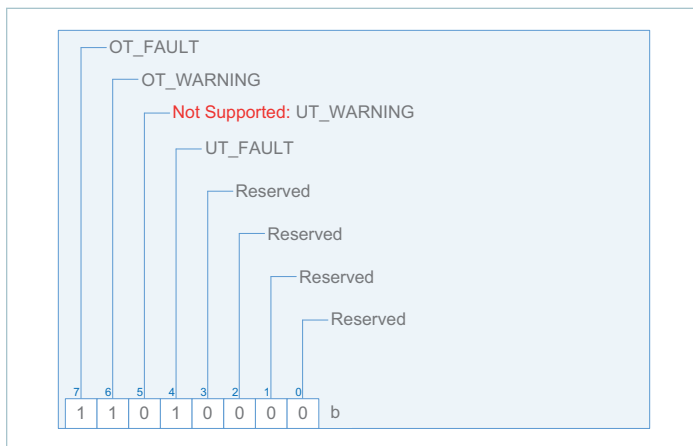 OT_FAULT
OT_WARNING
Not Supported: UT_WARNING
UT_FAULT
Reserved
Reserved
Reserved
Reserved
7 6 5 4 3 2 1 0
1 1 0 1 0 0 0 0 b